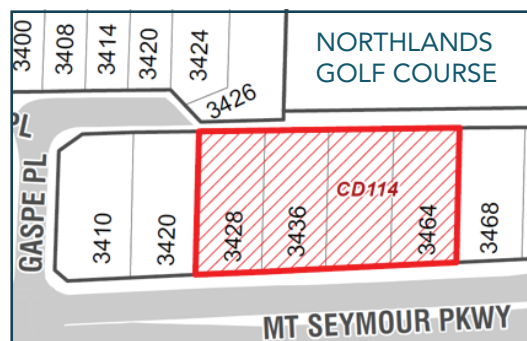 3400
3408
3414
3420
3424
3426
NORTHLANDS
GOLF COURSE
PL
GASPE PL
3410
3420
3428
3436
CD114
3464
3468
MT SEYMOUR PKWY